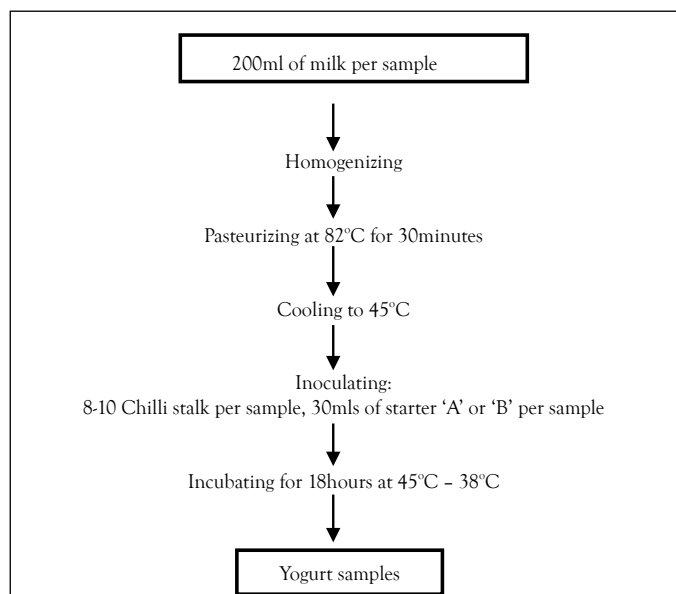 200ml of milk per sample
Homogenizing
Pasteurizing at 82°C for 30minutes
Cooling to 45°C
Inoculating:
8-10 Chilli stalk per sample, 30mls of starter ‘A’ or ‘B’ per sample
Incubating for 18hours at 45°C – 38°C
Yogurt samples